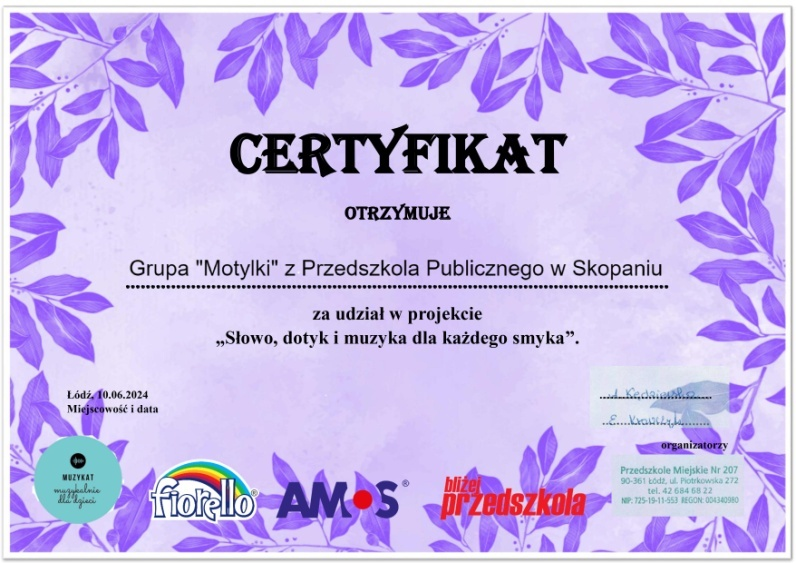 CERTYFIKAT
OTRZYMUJE
Grupa "Motylki" z Przedszkola Publicznego w Skopaniu
za udział w projekcie
„Słowo, dotyk i muzyka dla każdego smyka”.
Łódź, 10.06.2024
Miejscowość i data
organizatorzy
MUZYKAT
muzykalnie
dla dzieci
fiorello®
AMOS®
bliżej
przedszkola
Przedszkole Miejskie Nr 207
90-361 Łódź, ul. Piotrkowska 272
tel. 42 684 68 22
NIP: 725-19-11-553 REGON: 004340980